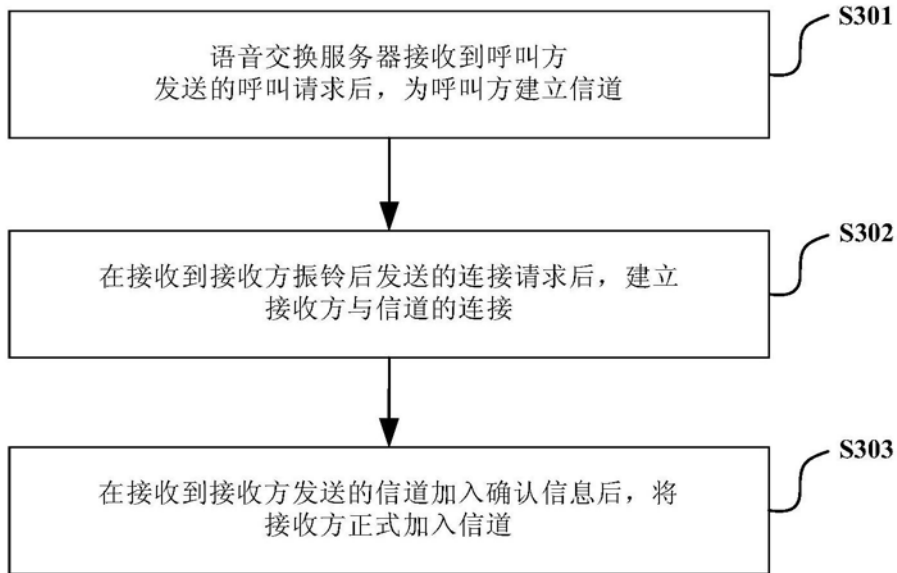 S301
语音交换服务器接收到呼叫方
发送的呼叫请求后，为呼叫方建立信道
S302
在接收到接收方振铃后发送的连接请求后，建立
接收方与信道的连接
S303
在接收到接收方发送的信道加入确认信息后，将
接收方正式加入信道